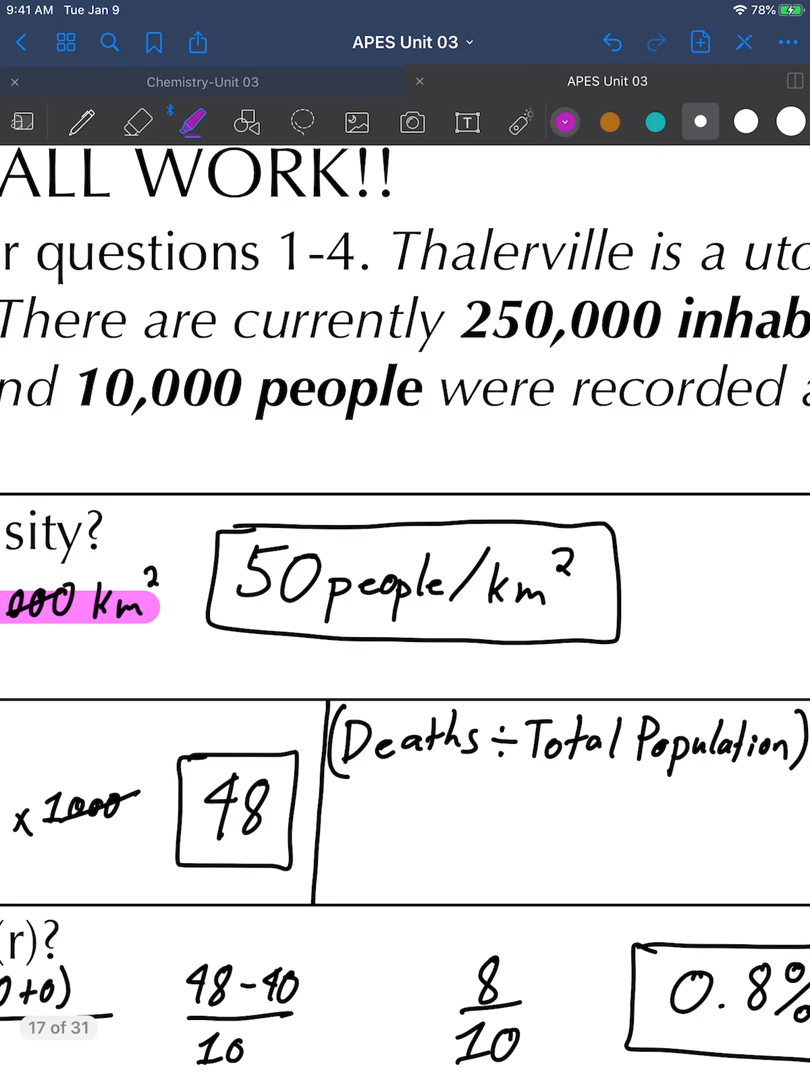 9:41 AM Tue Jan 9
78%
APES Unit 03
Chemistry-Unit 03
APES Unit 03
ALL WORK!!
r questions 1-4. Thalerville is a uto
There are currently 250,000 inhab
nd 10,000 people were recorded a
sity?
000 km²
50 people/km²
(Deaths ÷ Total Population)
x 1000
48
(r)?
0+0)
48-40
10
8
10
0.8%
17 of 31